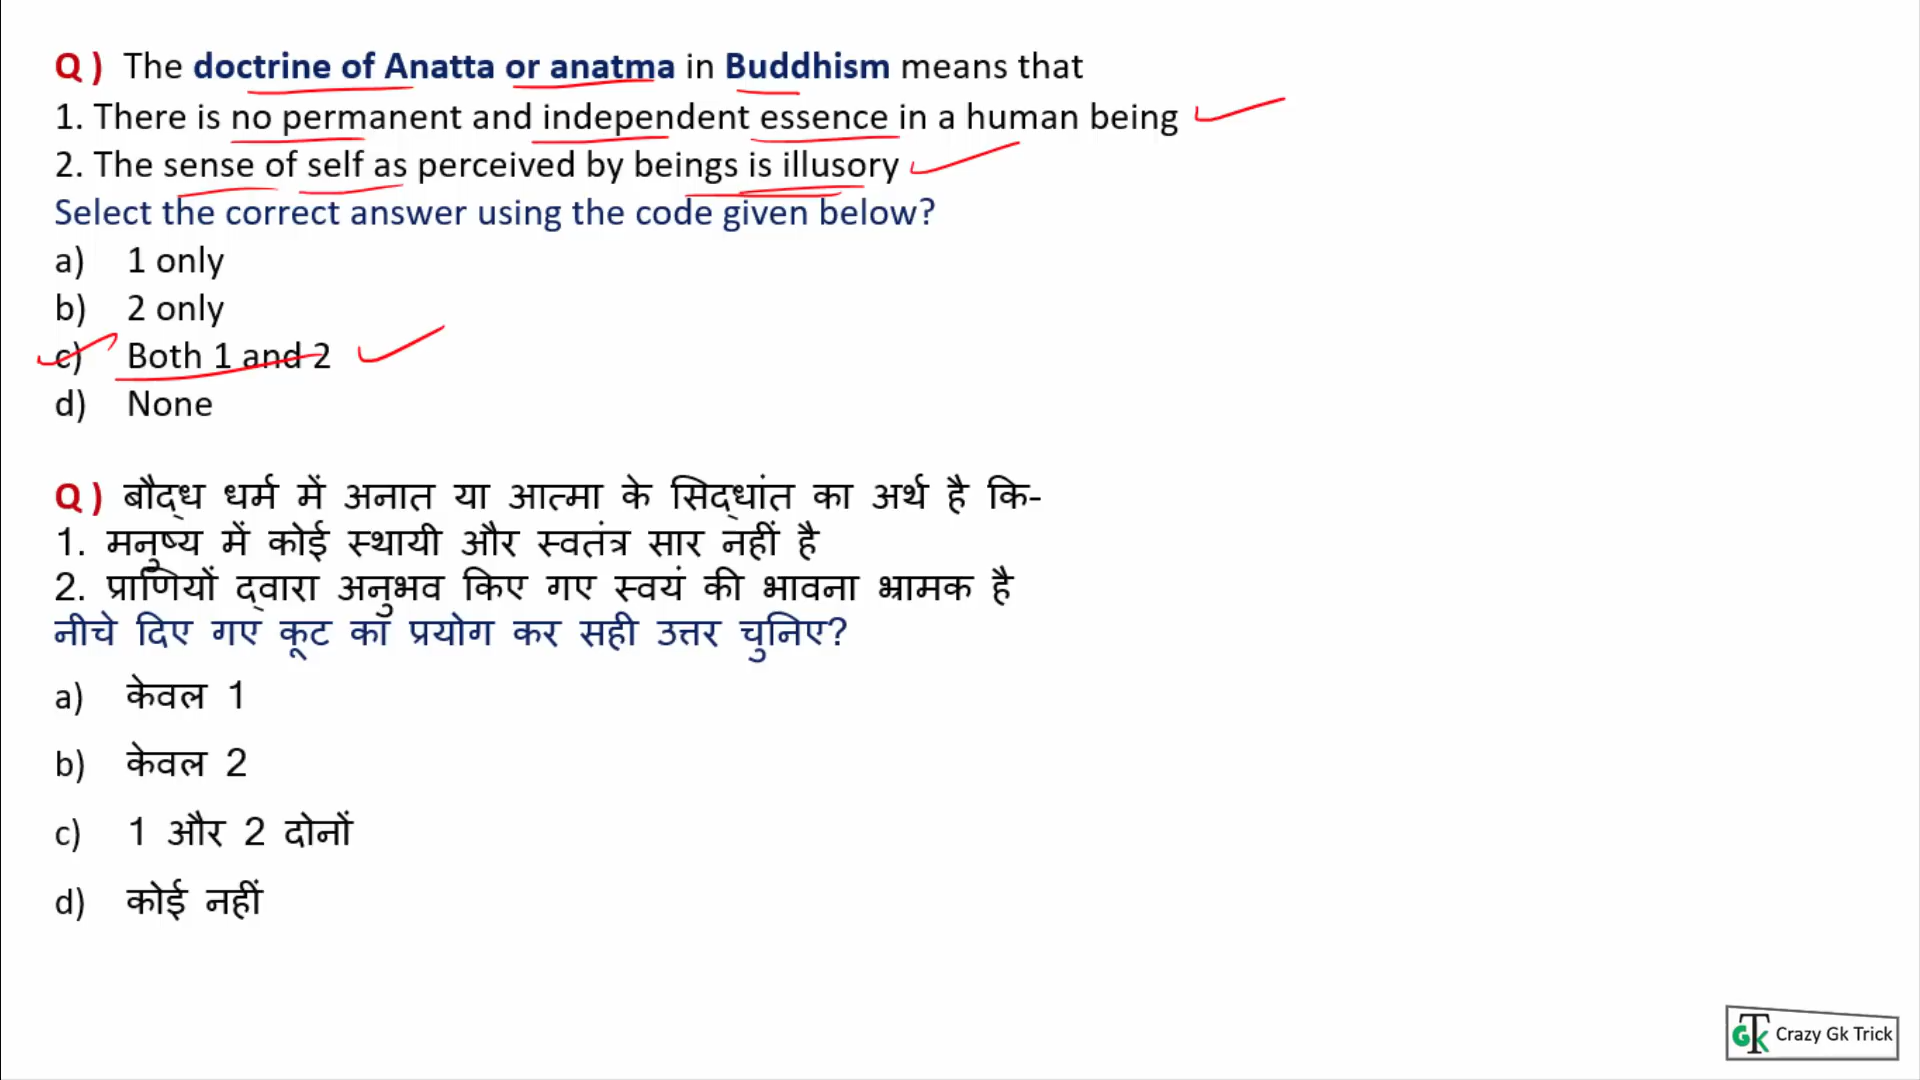 Q ) The doctrine of Anatta or anatma in Buddhism means that
1. There is no permanent and independent essence in a human being
2. The sense of self as perceived by beings is illusory
Select the correct answer using the code given below?
a) 1 only
b) 2 only
c) Both 1 and 2
d) None
Q ) बौद्ध धर्म में अनात या आत्मा के सिद्धांत का अर्थ है कि-
1. मनुष्य में कोई स्थायी और स्वतंत्र सार नहीं है
2. प्राणियों द्वारा अनुभव किए गए स्वयं की भावना भ्रामक है
नीचे दिए गए कूट का प्रयोग कर सही उत्तर चुनिए?
a) केवल 1
b) केवल 2
c) 1 और 2 दोनों
d) कोई नहीं
GTK Crazy Gk Trick